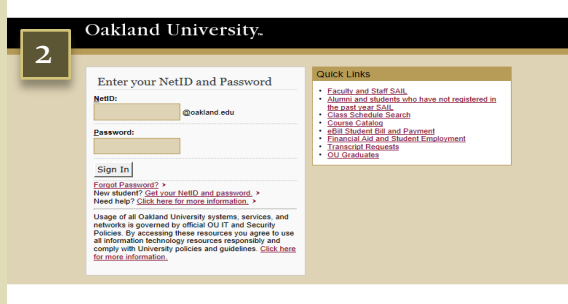 2
Oakland University™
Enter your NetID and Password
NetID:
@oakland.edu
Password:
Sign In
Forgot Password? >
New student? Get your NetID and password. >
Need help? Click here for more information. >
Usage of all Oakland University systems, services, and
networks is governed by official OU IT and Security
Policies. By accessing these resources you agree to use
all information technology resources responsibly and
comply with University policies and guidelines. Click here
for more information.
Quick Links
• Faculty and Staff SAIL
• Alumni and students who have not registered in
the past year SAIL
• Class Schedule Search
• Course Catalog
• eBill Student Bill and Payment
• Financial Aid and Student Employment
• Transcript Requests
• OU Graduates